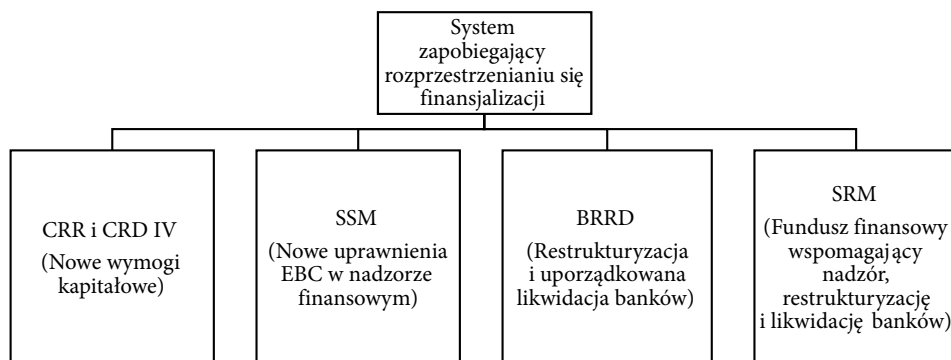 System
zapobiegający
rozprzestrzenianiu się
finansjalizacji
CRR i CRD IV
(Nowe wymogi
kapitałowe)
SSM
(Nowe uprawnienia
EBC w nadzorze
finansowym)
BRRD
(Restrukturyzacja
i uporządkowana
likwidacja banków)
SRM
(Fundusz finansowy
wspomagający
nadzór,
restrukturyzację
i likwidację banków)